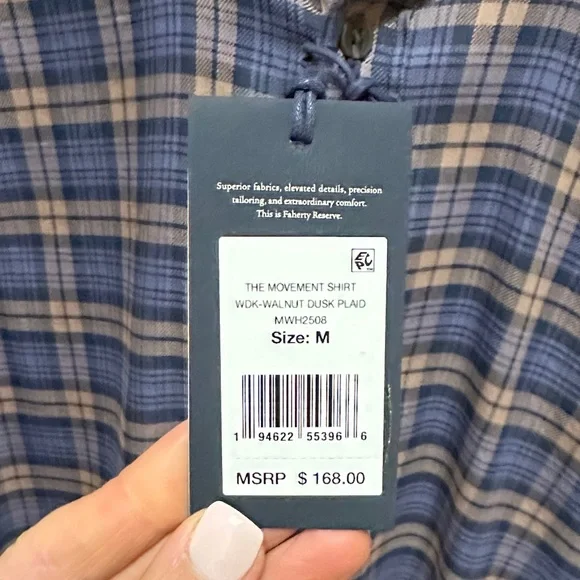 Superior fabrics, elevated details, precision
tailoring, and extraordinary comfort.
This is Faherty Reserve.
EPC
THE MOVEMENT SHIRT
WDK-WALNUT DUSK PLAID
MWH2508
Size: M
1 94622 55396 6
MSRP $ 168.00